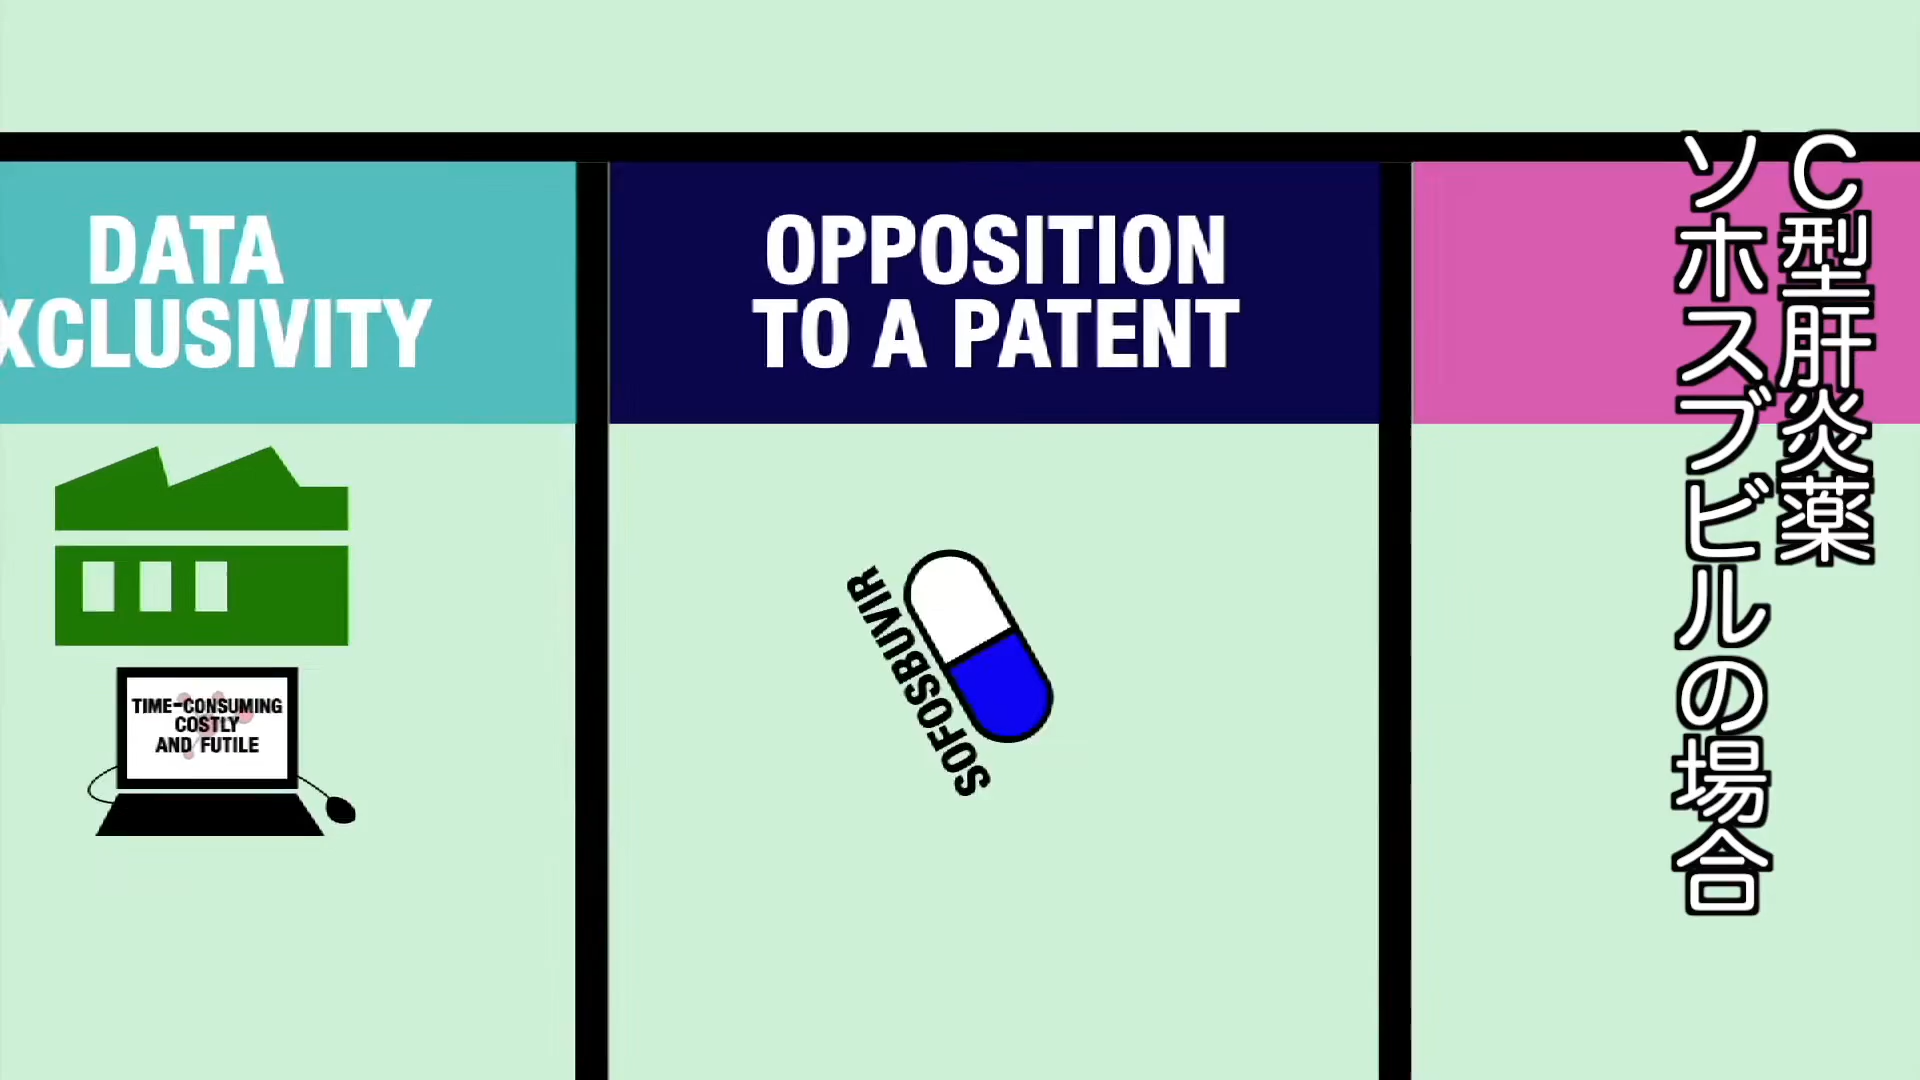 DATA
XCLUSIVITY
TIME-CONSUMING
COSTLY
AND FUTILE
OPPOSITION
TO A PATENT
SOFOSBUVIR
C型肝炎薬
ソホスブビルの場合